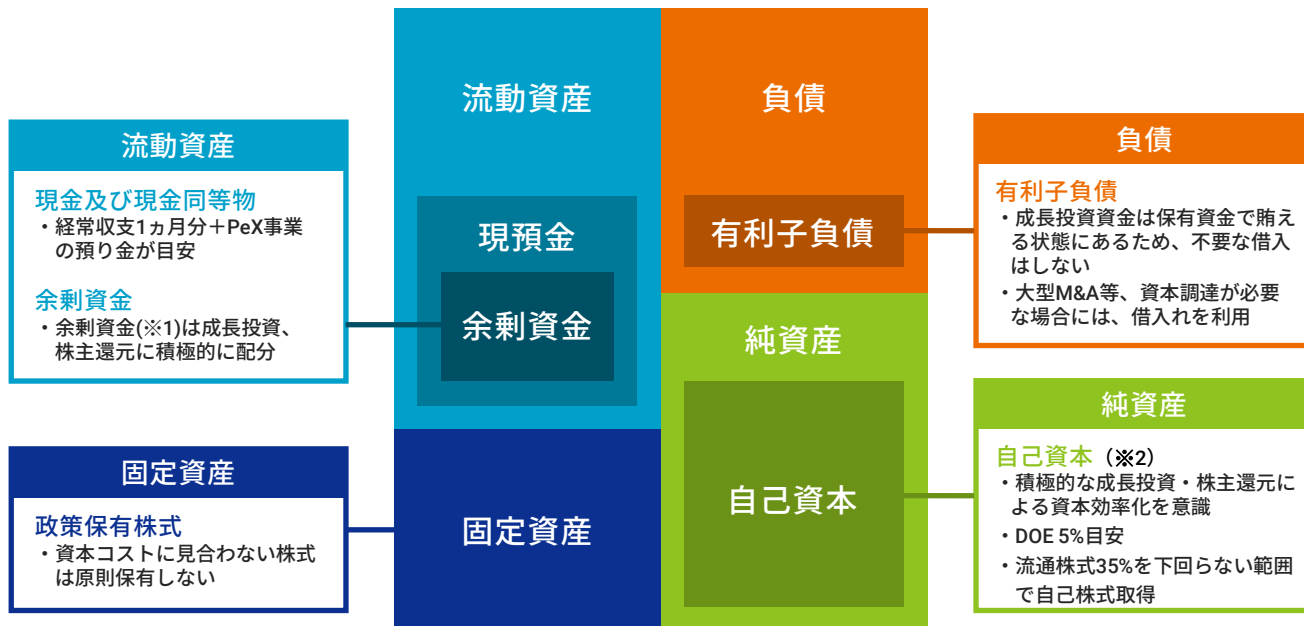 流動資産
現金及び現金同等物
・経常収支1ヵ月分＋PeX事業
の預り金が目安
余剰資金
・余剰資金(※1)は成長投資、
株主還元に積極的に配分
固定資産
政策保有株式
・資本コストに見合わない株式
は原則保有しない
流動資産
現預金
余剰資金
固定資産
負債
有利子負債
純資産
自己資本
負債
有利子負債
・成長投資資金は保有資金で賄え
る状態にあるため、不要な借入
はしない
・大型M&A等、資本調達が必要
な場合には、借入れを利用
純資産
自己資本（※2）
・積極的な成長投資・株主還元に
よる資本効率化を意識
・DOE 5%目安
・流通株式35%を下回らない範囲
で自己株式取得